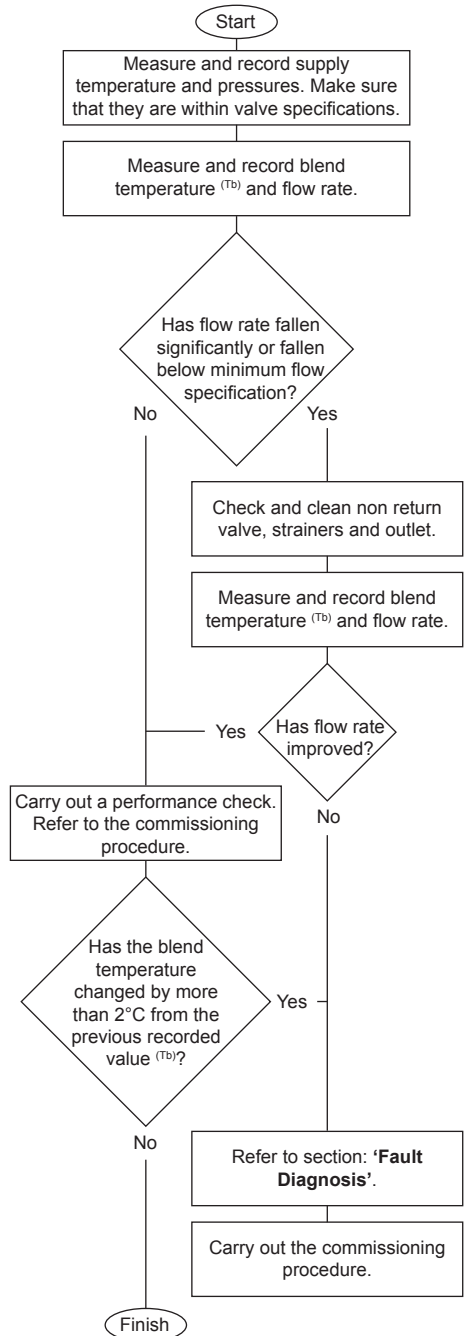 Start
Measure and record supply
temperature and pressures. Make sure
that they are within valve specifications.
Measure and record blend
temperature (Tb) and flow rate.
Has flow rate fallen
significantly or fallen
below minimum flow
specification?
No
Yes
Check and clean non return
valve, strainers and outlet.
Measure and record blend
temperature (Tb) and flow rate.
Yes
Has flow rate
improved?
No
Carry out a performance check.
Refer to the commissioning
procedure.
Has the blend
temperature
changed by more
than 2°C from the
previous recorded
value (Tb)?
Yes
No
Refer to section: ‘Fault
Diagnosis’.
Carry out the commissioning
procedure.
Finish